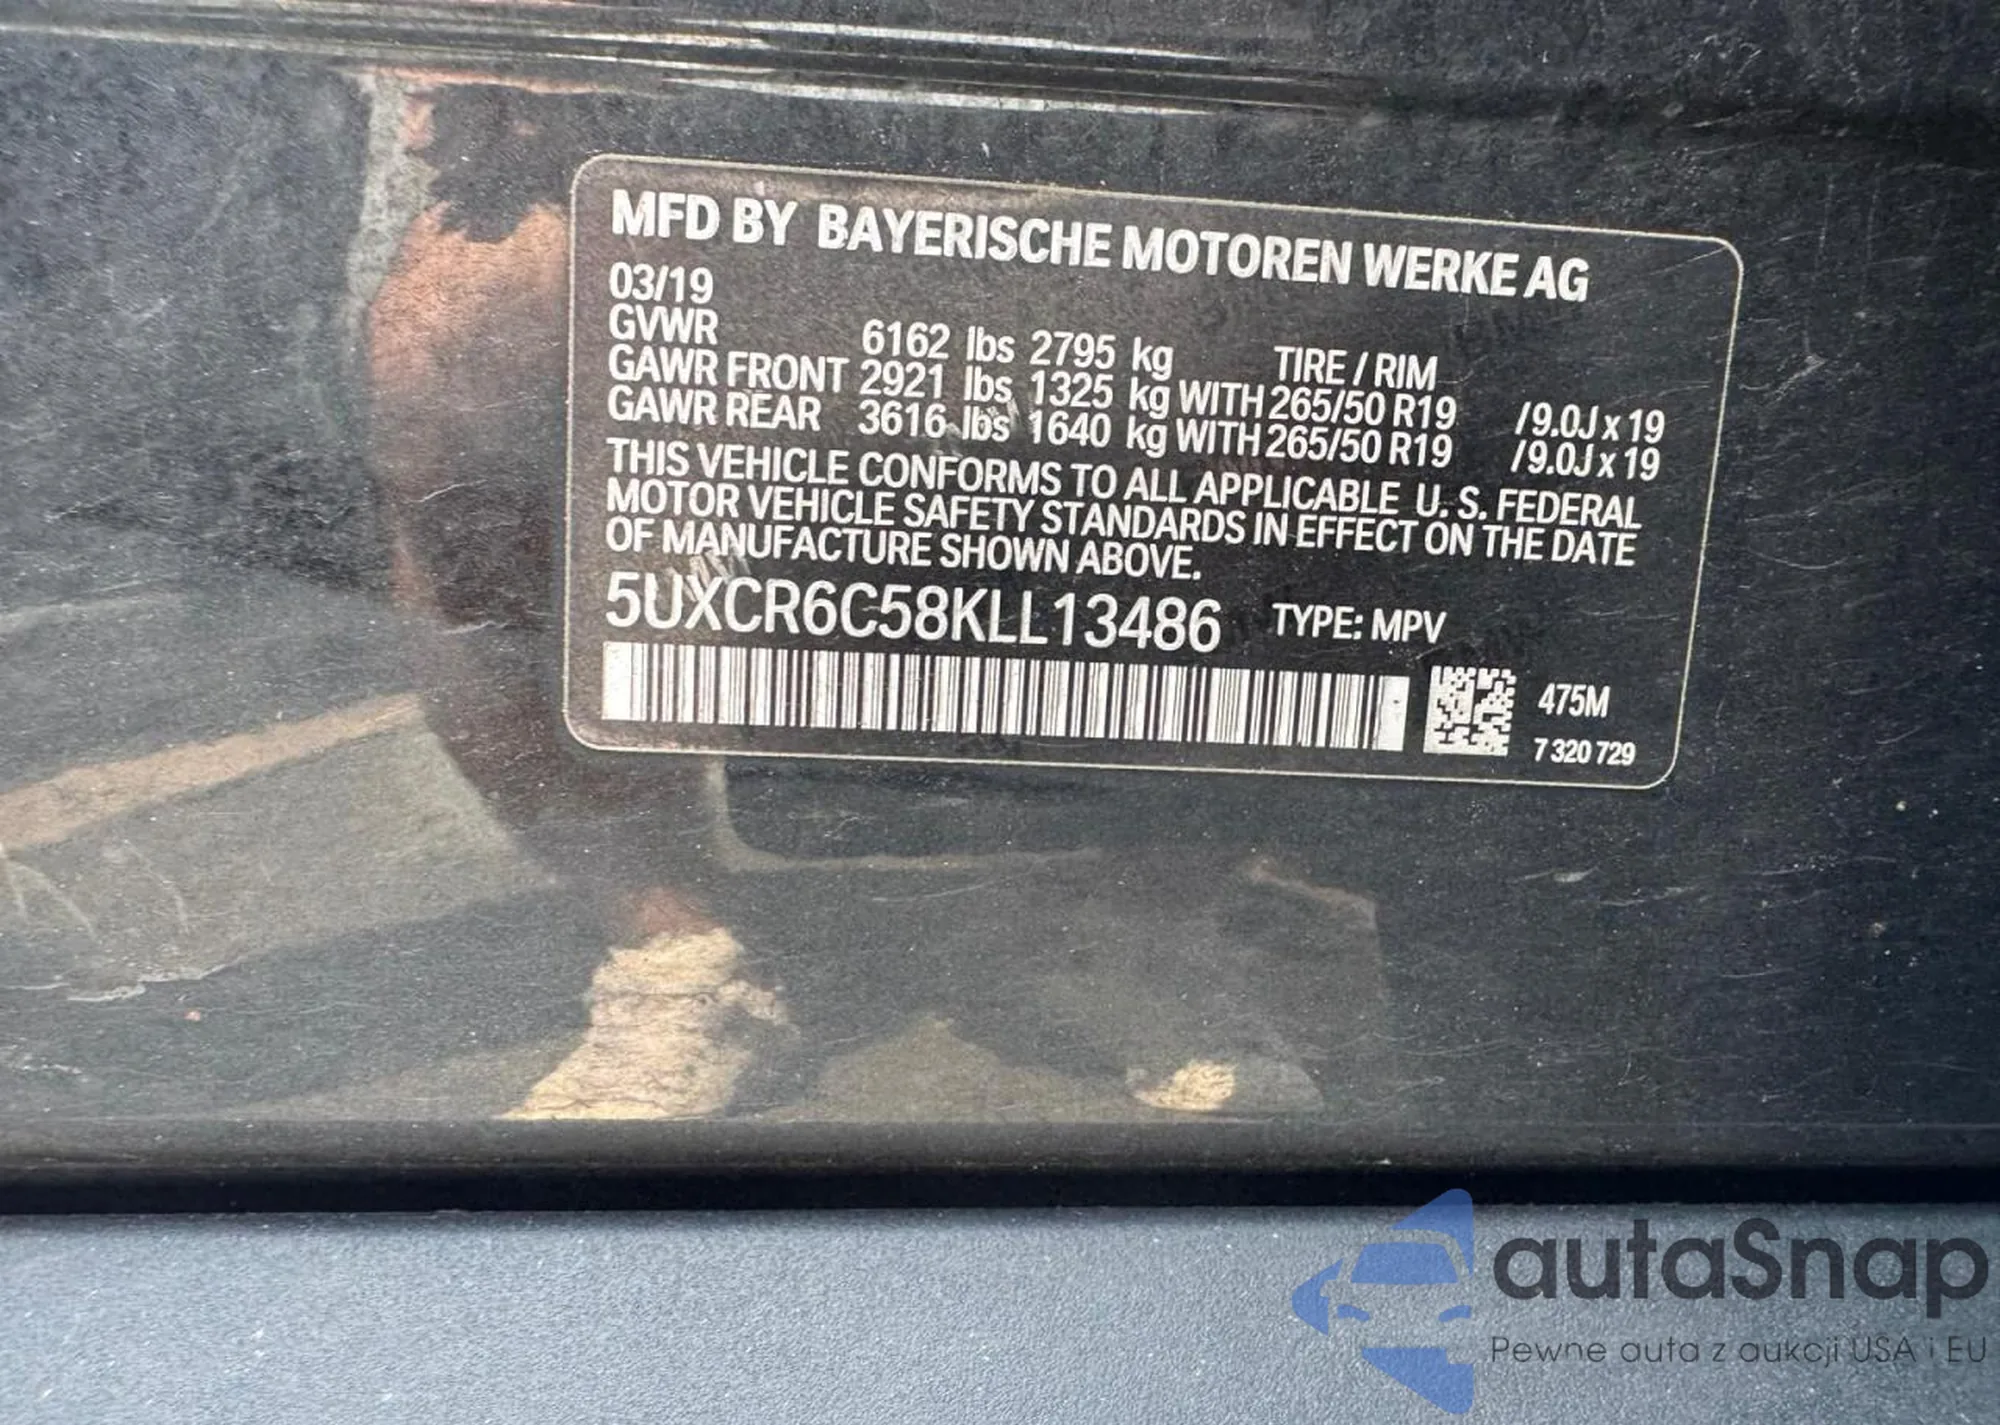 MFD BY BAYERISCHE MOTOREN WERKE AG
03/19
GVWR 6162 lbs 2795 kg TIRE / RIM
GAWR FRONT 2921 lbs 1325 kg WITH 265/50 R19 /9.0J x 19
GAWR REAR 3616 lbs 1640 kg WITH 265/50 R19 /9.0J x 19
THIS VEHICLE CONFORMS TO ALL APPLICABLE U. S. FEDERAL
MOTOR VEHICLE SAFETY STANDARDS IN EFFECT ON THE DATE
OF MANUFACTURE SHOWN ABOVE.
5UXCR6C58KLL13486 TYPE: MPV
475M
7 320 729
autaSnap
Pewne auta z aukcji USA i EU